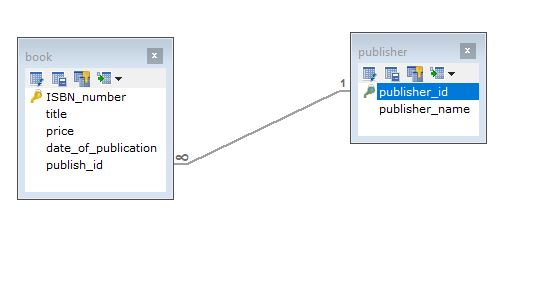 book
x
ISBN_number
title
price
date_of_publication
publish_id
∞
1
publisher
x
publisher_id
publisher_name